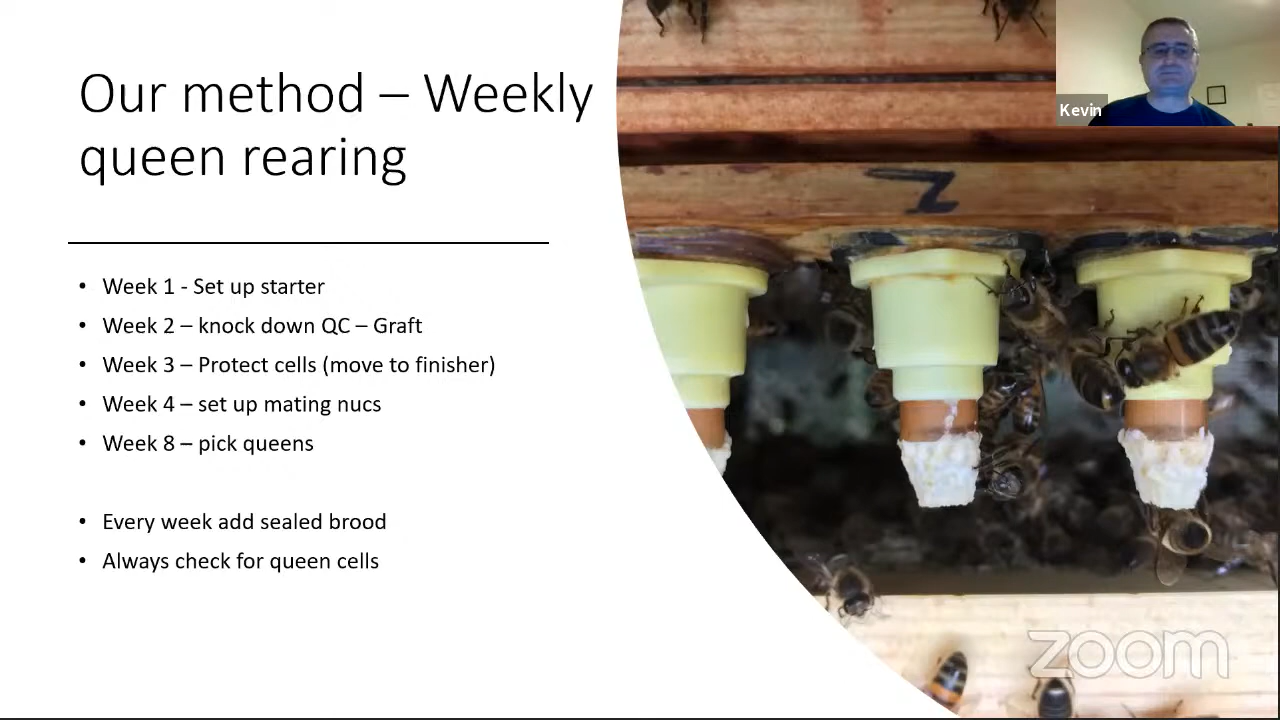 Our method – Weekly
queen rearing
• Week 1 - Set up starter
• Week 2 – knock down QC – Graft
• Week 3 – Protect cells (move to finisher)
• Week 4 – set up mating nucs
• Week 8 – pick queens
• Every week add sealed brood
• Always check for queen cells
Kevin
Z
zoom